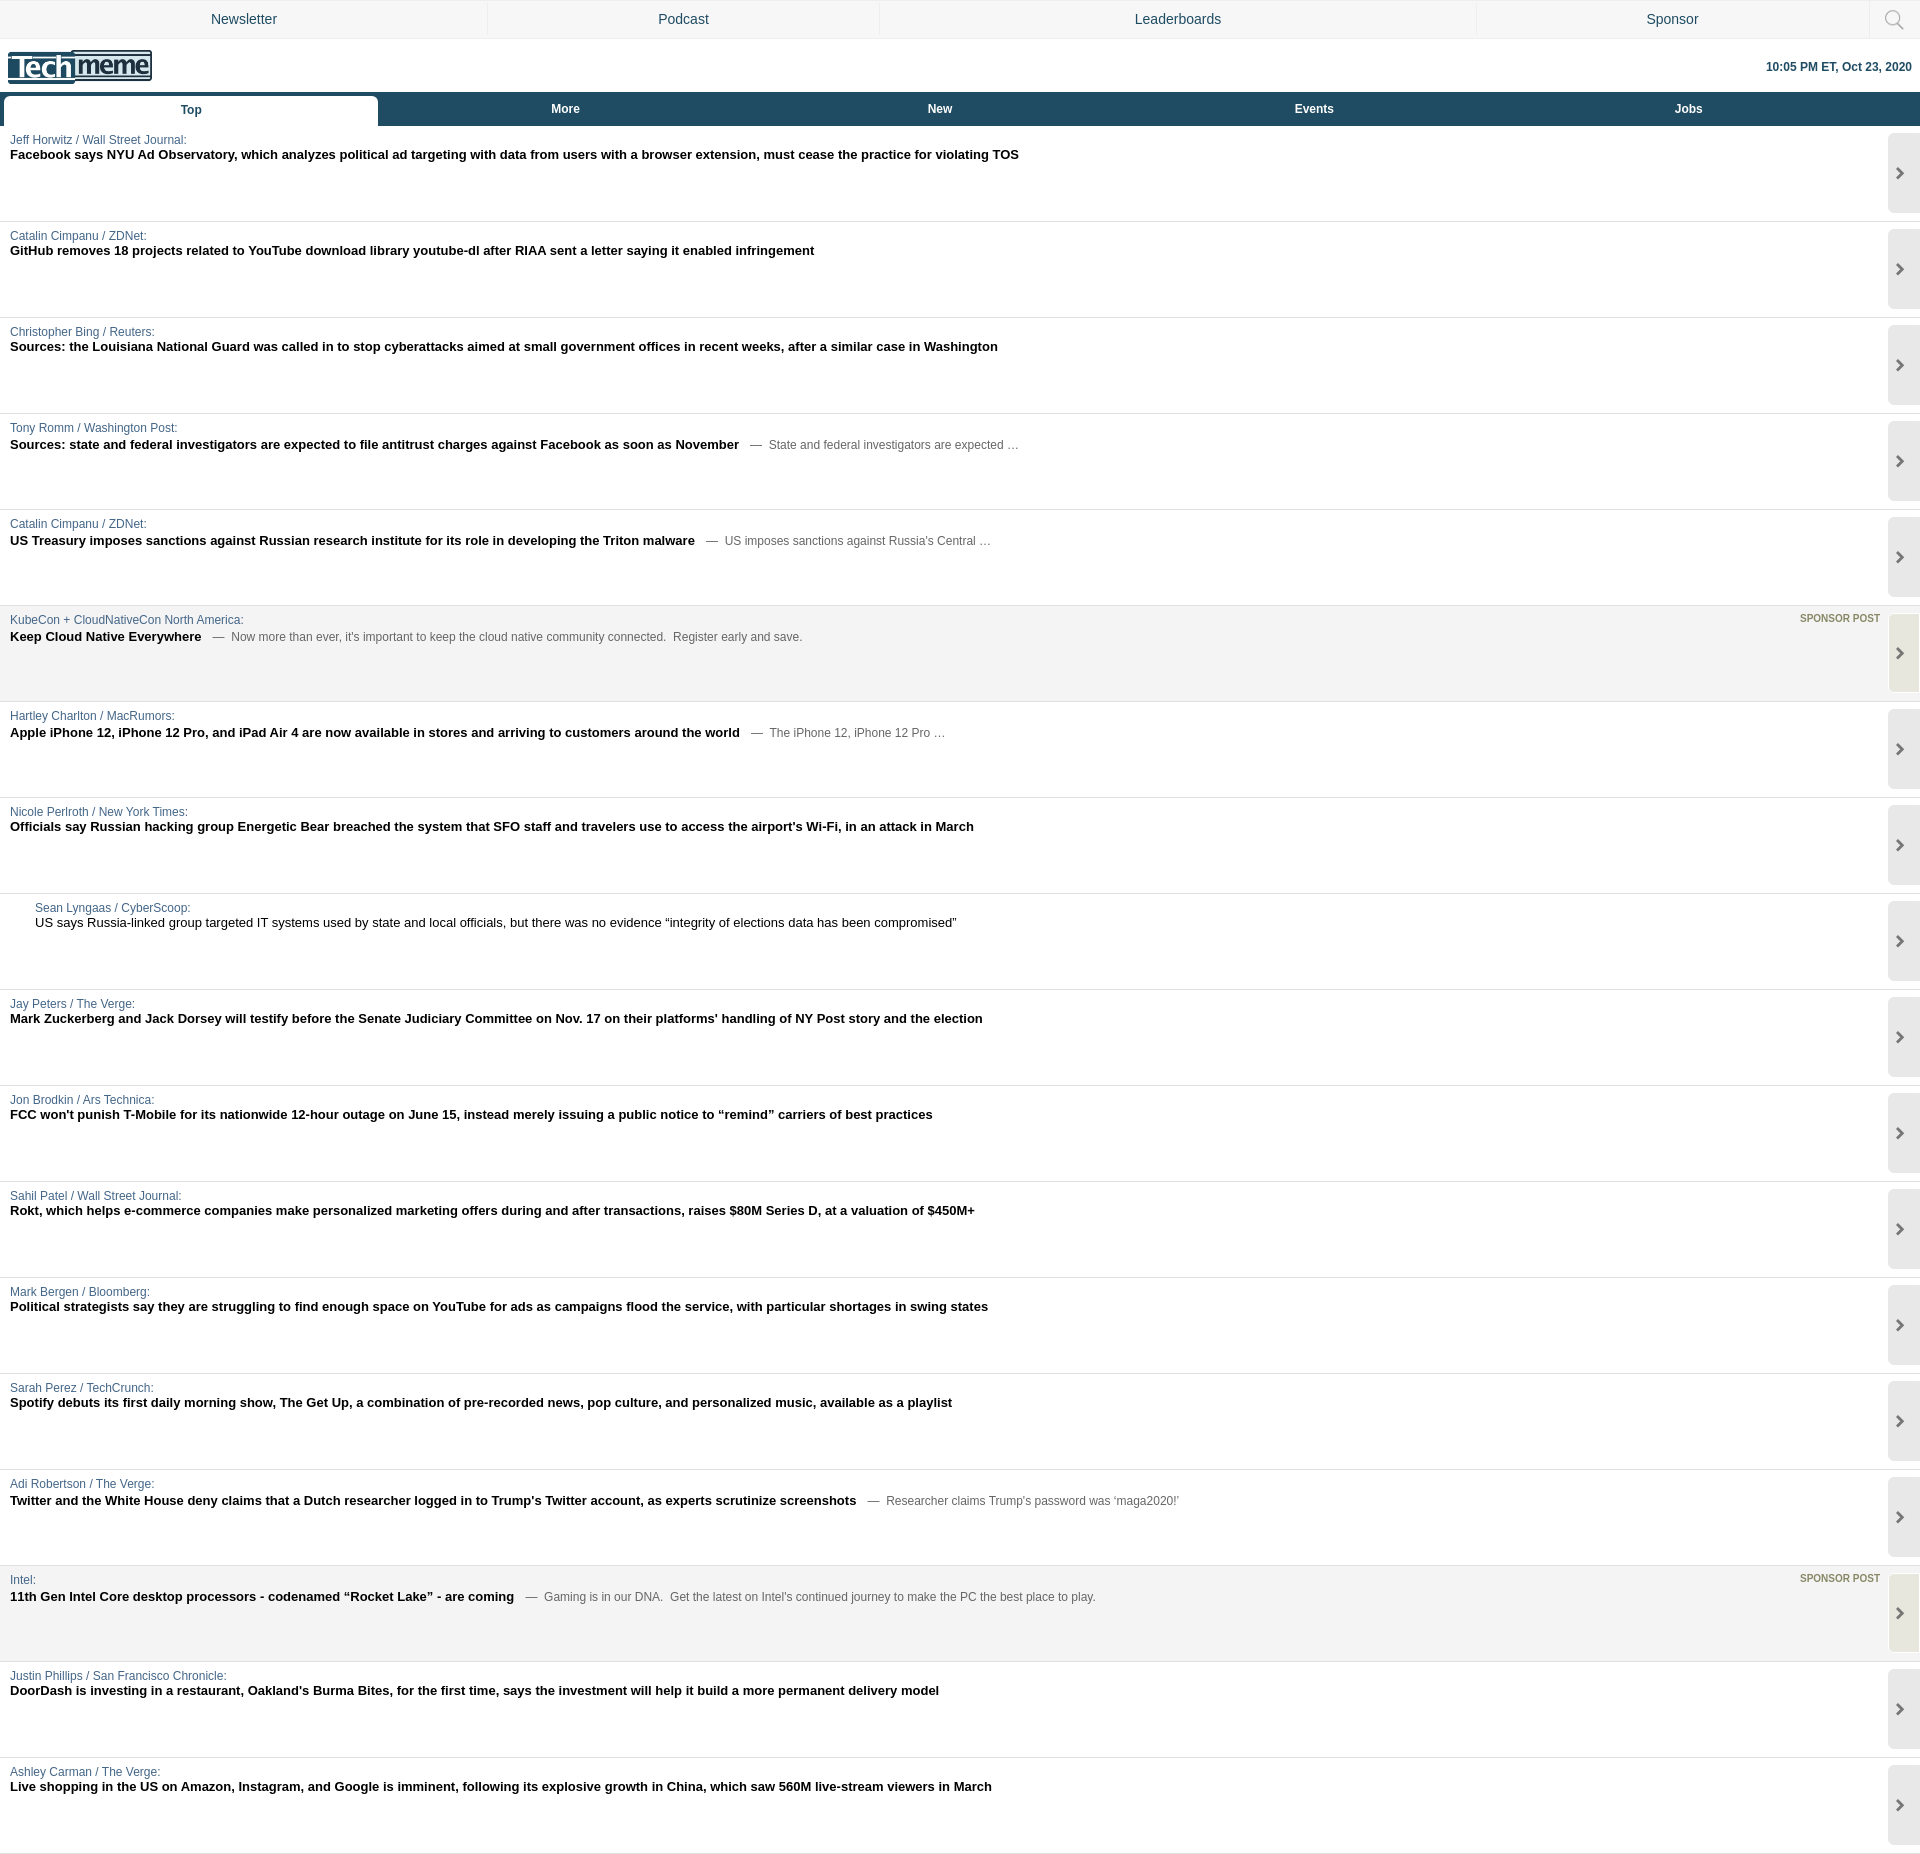 Newsletter
Podcast
Leaderboards
Sponsor
Techmeme
10:05 PM ET, Oct 23, 2020
Top
More
New
Events
Jobs
Jeff Horwitz / Wall Street Journal:
Facebook says NYU Ad Observatory, which analyzes political ad targeting with data from users with a browser extension, must cease the practice for violating TOS
Catalin Cimpanu / ZDNet:
GitHub removes 18 projects related to YouTube download library youtube-dl after RIAA sent a letter saying it enabled infringement
Christopher Bing / Reuters:
Sources: the Louisiana National Guard was called in to stop cyberattacks aimed at small government offices in recent weeks, after a similar case in Washington
Tony Romm / Washington Post:
Sources: state and federal investigators are expected to file antitrust charges against Facebook as soon as November — State and federal investigators are expected …
Catalin Cimpanu / ZDNet:
US Treasury imposes sanctions against Russian research institute for its role in developing the Triton malware — US imposes sanctions against Russia's Central …
KubeCon + CloudNativeCon North America:
SPONSOR POST
Keep Cloud Native Everywhere — Now more than ever, it's important to keep the cloud native community connected. Register early and save.
Hartley Charlton / MacRumors:
Apple iPhone 12, iPhone 12 Pro, and iPad Air 4 are now available in stores and arriving to customers around the world — The iPhone 12, iPhone 12 Pro …
Nicole Perlroth / New York Times:
Officials say Russian hacking group Energetic Bear breached the system that SFO staff and travelers use to access the airport's Wi-Fi, in an attack in March
Sean Lyngaas / CyberScoop:
US says Russia-linked group targeted IT systems used by state and local officials, but there was no evidence “integrity of elections data has been compromised”
Jay Peters / The Verge:
Mark Zuckerberg and Jack Dorsey will testify before the Senate Judiciary Committee on Nov. 17 on their platforms' handling of NY Post story and the election
Jon Brodkin / Ars Technica:
FCC won't punish T-Mobile for its nationwide 12-hour outage on June 15, instead merely issuing a public notice to “remind” carriers of best practices
Sahil Patel / Wall Street Journal:
Rokt, which helps e-commerce companies make personalized marketing offers during and after transactions, raises $80M Series D, at a valuation of $450M+
Mark Bergen / Bloomberg:
Political strategists say they are struggling to find enough space on YouTube for ads as campaigns flood the service, with particular shortages in swing states
Sarah Perez / TechCrunch:
Spotify debuts its first daily morning show, The Get Up, a combination of pre-recorded news, pop culture, and personalized music, available as a playlist
Adi Robertson / The Verge:
Twitter and the White House deny claims that a Dutch researcher logged in to Trump's Twitter account, as experts scrutinize screenshots — Researcher claims Trump's password was ‘maga2020!’
Intel:
SPONSOR POST
11th Gen Intel Core desktop processors - codenamed “Rocket Lake” - are coming — Gaming is in our DNA. Get the latest on Intel's continued journey to make the PC the best place to play.
Justin Phillips / San Francisco Chronicle:
DoorDash is investing in a restaurant, Oakland's Burma Bites, for the first time, says the investment will help it build a more permanent delivery model
Ashley Carman / The Verge:
Live shopping in the US on Amazon, Instagram, and Google is imminent, following its explosive growth in China, which saw 560M live-stream viewers in March